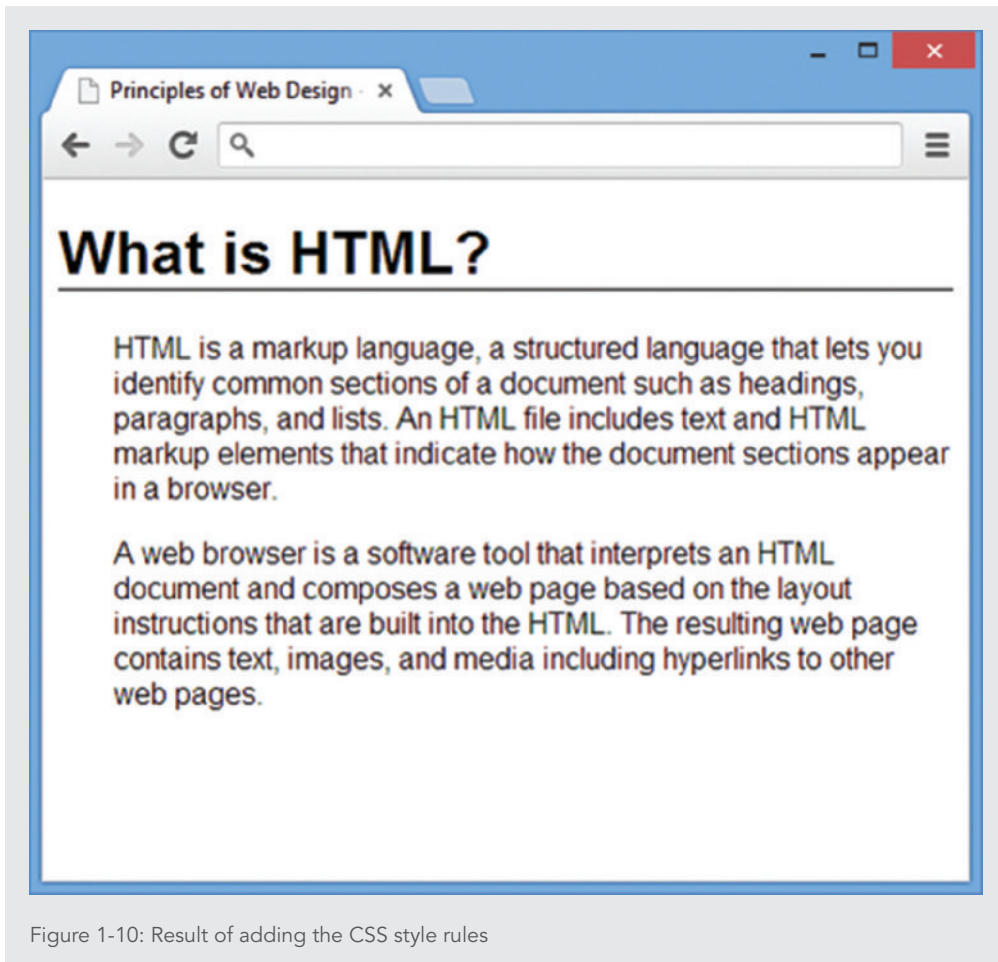 Principles of Web Design -
What is HTML?
HTML is a markup language, a structured language that lets you
identify common sections of a document such as headings,
paragraphs, and lists. An HTML file includes text and HTML
markup elements that indicate how the document sections appear
in a browser.
A web browser is a software tool that interprets an HTML
document and composes a web page based on the layout
instructions that are built into the HTML. The resulting web page
contains text, images, and media including hyperlinks to other
web pages.
Figure 1-10: Result of adding the CSS style rules